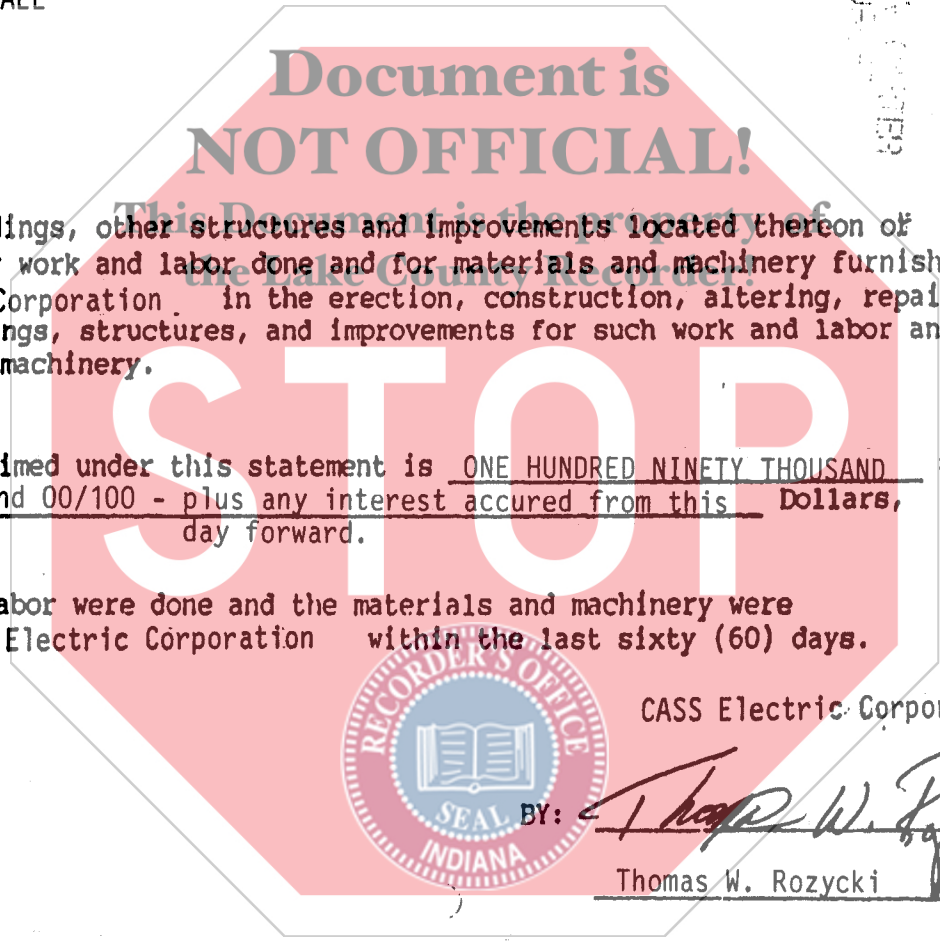 Document is
NOT OFFICIAL!
This Document is the property of
the Lake County Recorder!
STOP
dings, other structures and improvements located thereon or
work and labor done and for materials and machinery furnish
Corporation in the erection, construction, altering, repai
ngs, structures, and improvements for such work and labor an
machinery.
imed under this statement is ONE HUNDRED NINETY THOUSAND
nd 00/100 - plus any interest accured from this Dollars,
day forward.
abor were done and the materials and machinery were
Electric Corporation within the last sixty (60) days.
RECORDER'S OFFICE
SEAL
INDIANA
CASS Electric Corpor
BY: Thomas W.
Thomas W. Rozycki